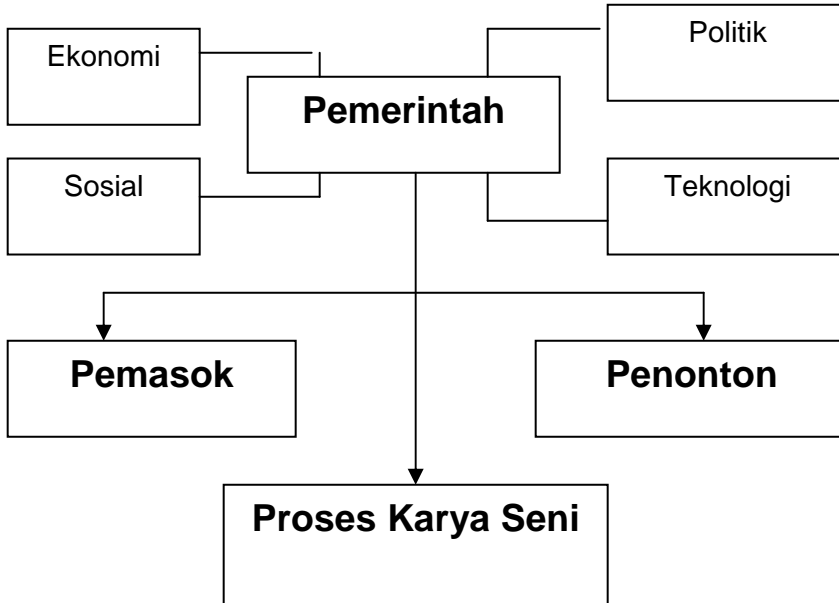 Ekonomi
Politik
Pemerintah
Sosial
Teknologi
Pemasok
Penonton
Proses Karya Seni